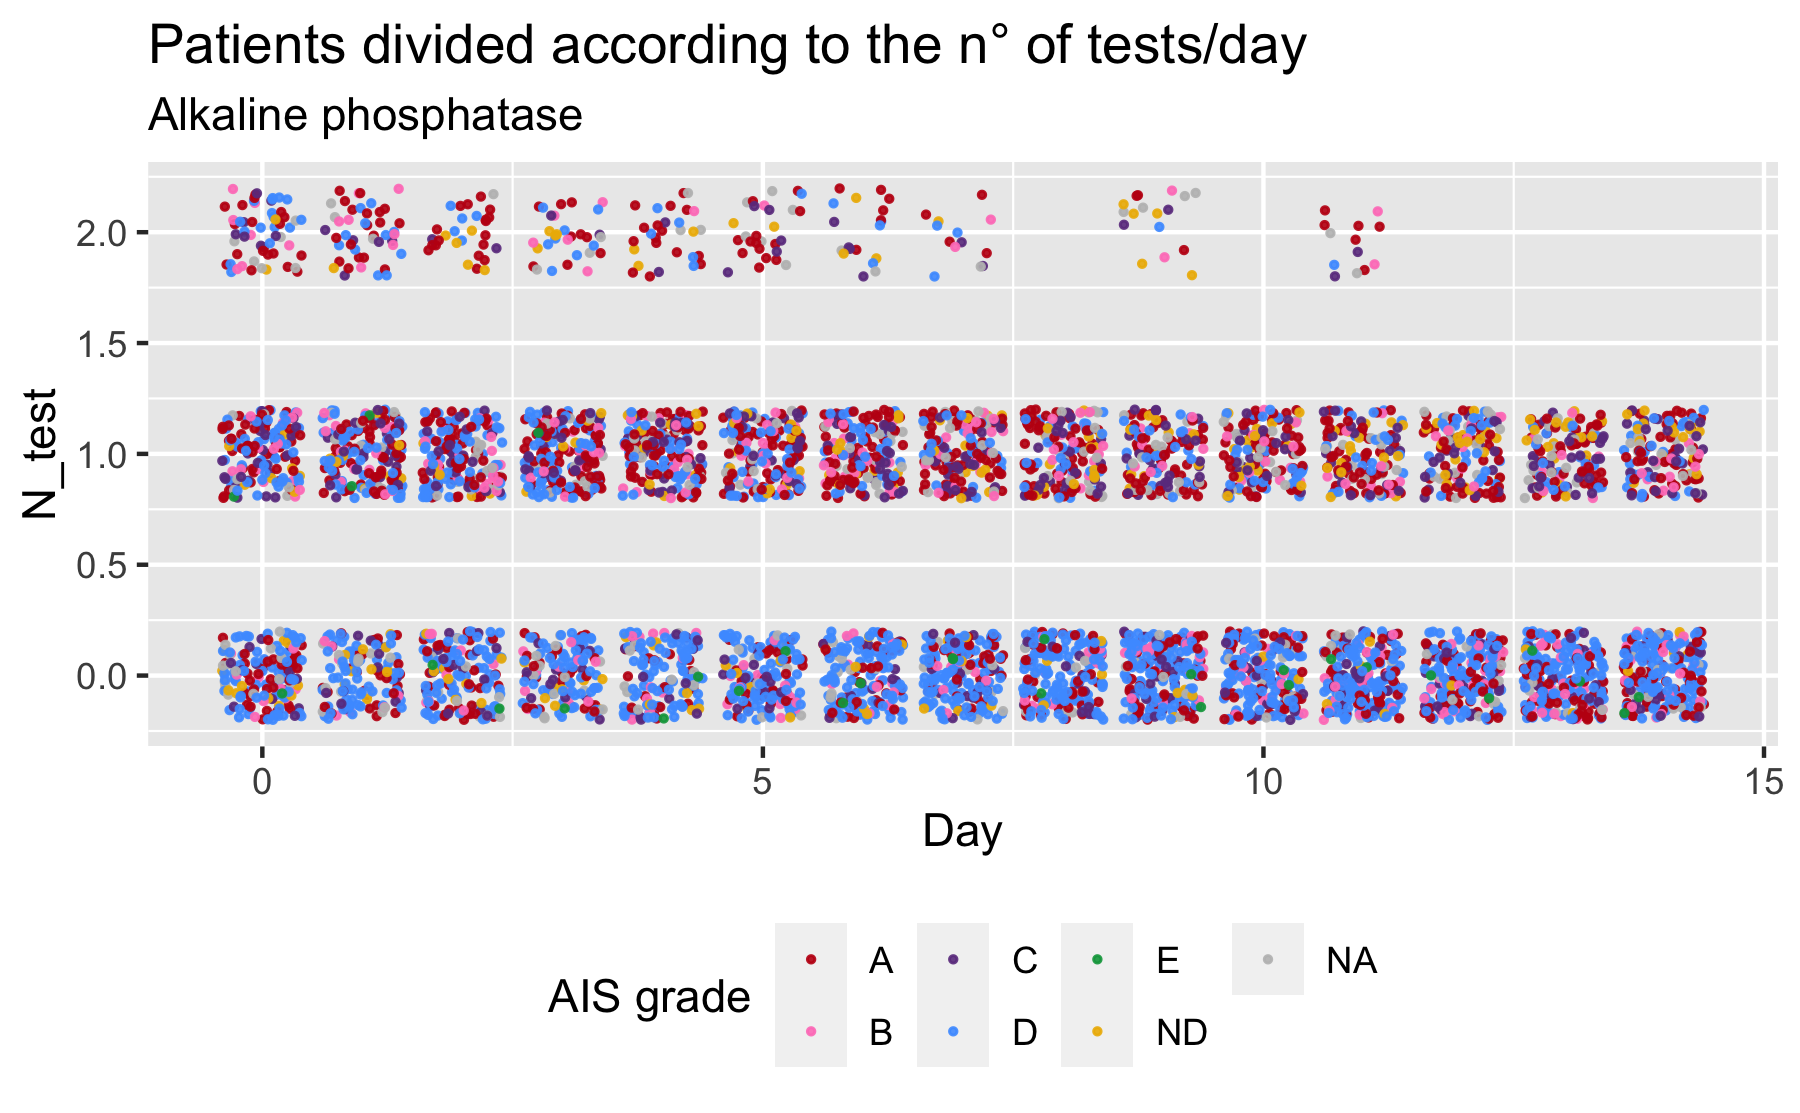 Patients divided according to the n° of tests/day
Alkaline phosphatase
N_test
2.0
1.5
1.0
0.5
0.0
0 5 10 15
Day
AIS grade
A C E NA
B D ND